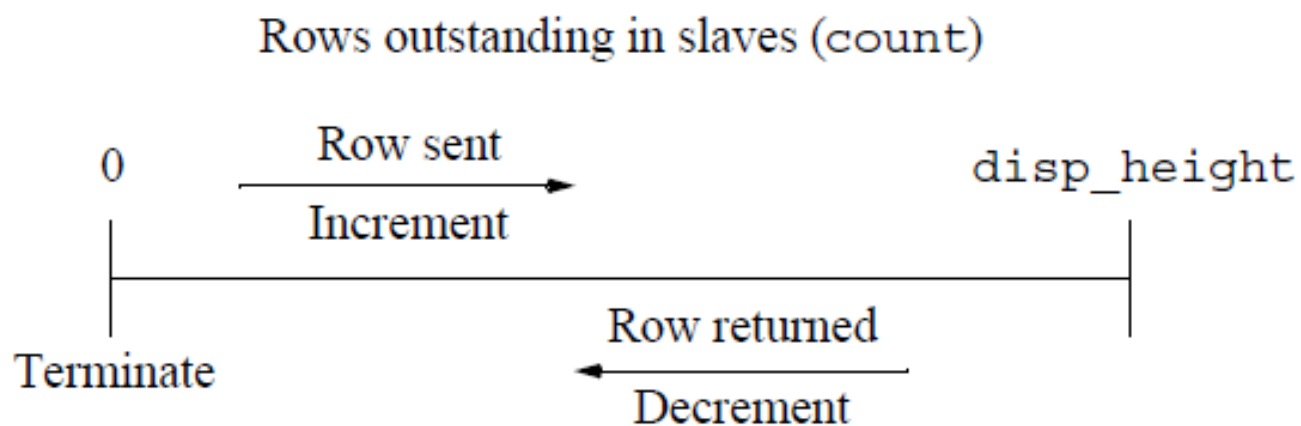 Rows outstanding in slaves (count)
Row sent
0
disp_height
Increment
Row returned
Terminate
Decrement